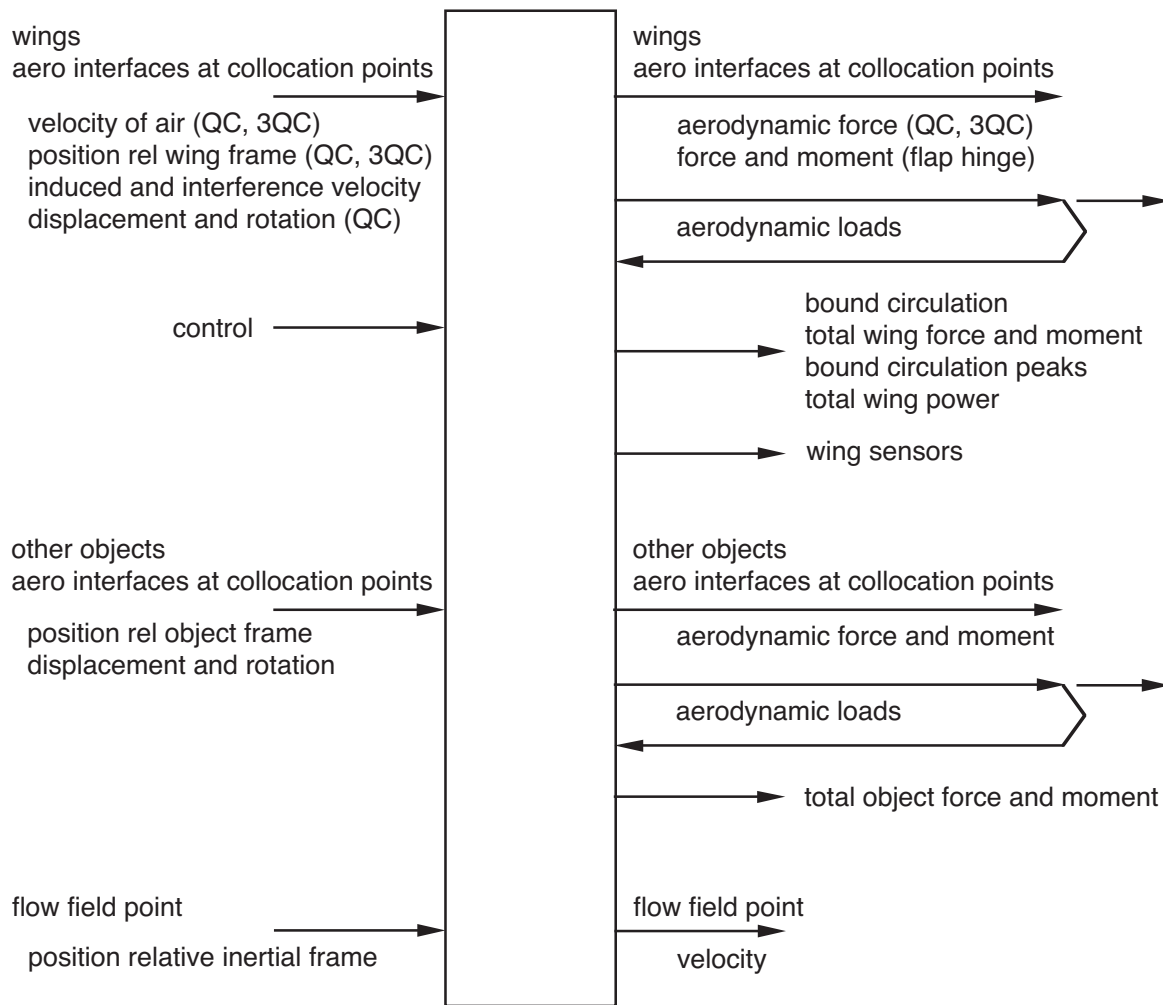 wings
aero interfaces at collocation points
velocity of air (QC, 3QC)
position rel wing frame (QC, 3QC)
induced and interference velocity
displacement and rotation (QC)
control
other objects
aero interfaces at collocation points
position rel object frame
displacement and rotation
flow field point
position relative inertial frame
wings
aero interfaces at collocation points
aerodynamic force (QC, 3QC)
force and moment (flap hinge)
aerodynamic loads
bound circulation
total wing force and moment
bound circulation peaks
total wing power
wing sensors
other objects
aero interfaces at collocation points
aerodynamic force and moment
aerodynamic loads
total object force and moment
flow field point
velocity